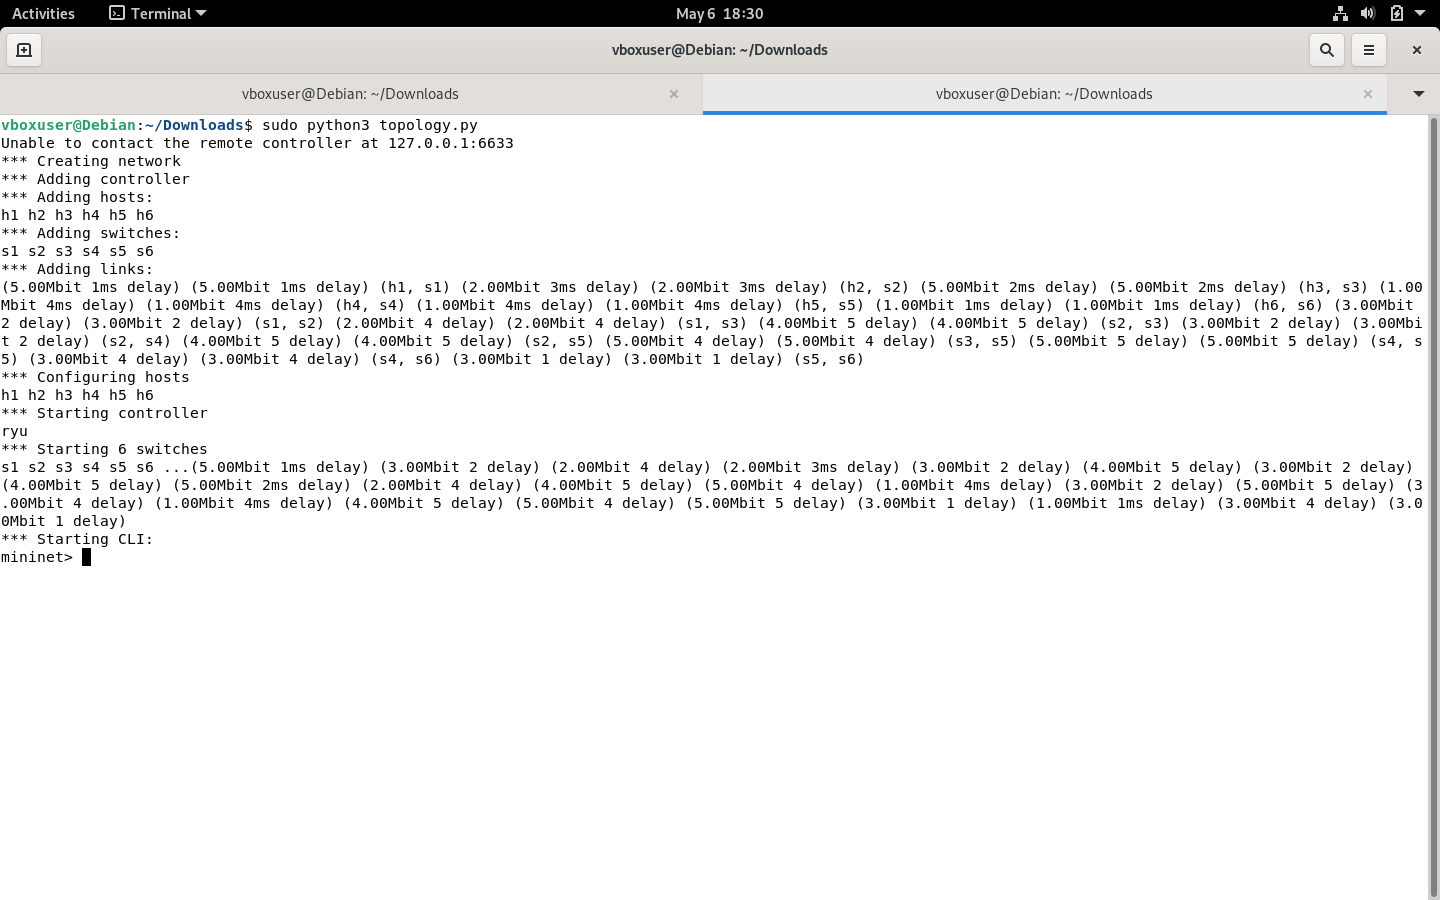 Activities
Terminal
May 6 18:30
vboxuser@Debian: ~/Downloads
vboxuser@Debian: ~/Downloads
vboxuser@Debian: ~/Downloads
vboxuser@Debian:~/Downloads$ sudo python3 topology.py
Unable to contact the remote controller at 127.0.0.1:6633
*** Creating network
*** Adding controller
*** Adding hosts:
h1 h2 h3 h4 h5 h6
*** Adding switches:
s1 s2 s3 s4 s5 s6
*** Adding links:
(5.00Mbit 1ms delay) (5.00Mbit 1ms delay) (h1, s1) (2.00Mbit 3ms delay) (2.00Mbit 3ms delay) (h2, s2) (5.00Mbit 2ms delay) (5.00Mbit 2ms delay) (h3, s3) (1.00
Mbit 4ms delay) (1.00Mbit 4ms delay) (h4, s4) (1.00Mbit 4ms delay) (1.00Mbit 4ms delay) (h5, s5) (1.00Mbit 1ms delay) (1.00Mbit 1ms delay) (h6, s6) (3.00Mbit
2 delay) (3.00Mbit 2 delay) (s1, s2) (2.00Mbit 4 delay) (2.00Mbit 4 delay) (s1, s3) (4.00Mbit 5 delay) (4.00Mbit 5 delay) (s2, s3) (3.00Mbit 2 delay) (3.00Mbi
t 2 delay) (s2, s4) (4.00Mbit 5 delay) (4.00Mbit 5 delay) (s2, s5) (5.00Mbit 4 delay) (5.00Mbit 4 delay) (s3, s5) (5.00Mbit 5 delay) (5.00Mbit 5 delay) (s4, s
5) (3.00Mbit 4 delay) (3.00Mbit 4 delay) (s4, s6) (3.00Mbit 1 delay) (3.00Mbit 1 delay) (s5, s6)
*** Configuring hosts
h1 h2 h3 h4 h5 h6
*** Starting controller
ryu
*** Starting 6 switches
s1 s2 s3 s4 s5 s6 ...(5.00Mbit 1ms delay) (3.00Mbit 2 delay) (2.00Mbit 4 delay) (2.00Mbit 3ms delay) (3.00Mbit 2 delay) (4.00Mbit 5 delay) (3.00Mbit 2 delay)
(4.00Mbit 5 delay) (5.00Mbit 2ms delay) (2.00Mbit 4 delay) (4.00Mbit 5 delay) (5.00Mbit 4 delay) (1.00Mbit 4ms delay) (3.00Mbit 2 delay) (5.00Mbit 5 delay) (3
.00Mbit 4 delay) (1.00Mbit 4ms delay) (4.00Mbit 5 delay) (5.00Mbit 4 delay) (5.00Mbit 5 delay) (3.00Mbit 1 delay) (1.00Mbit 1ms delay) (3.00Mbit 4 delay) (3.0
0Mbit 1 delay)
*** Starting CLI:
mininet>